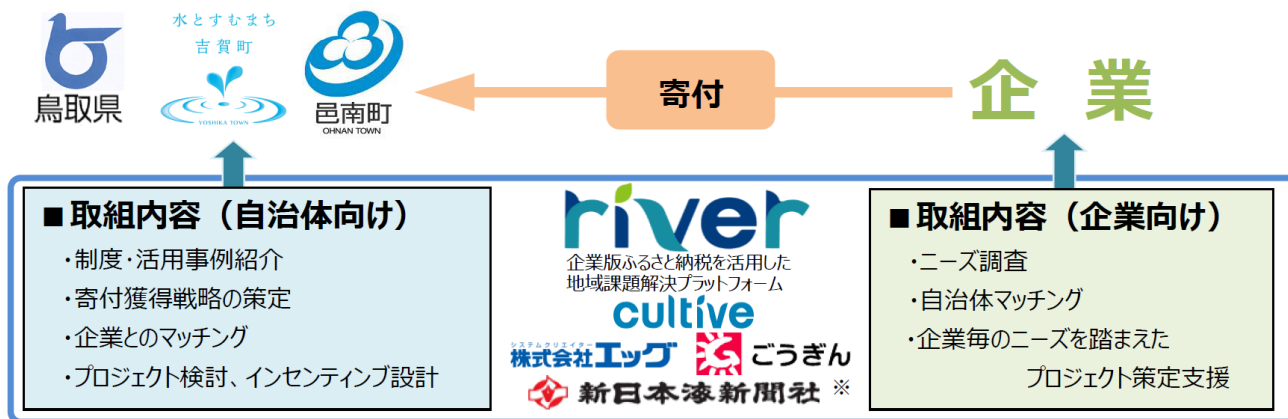 鳥取県
水とすむまち
吉賀町
YOSHIKA TOWN
邑南町
OHNAN TOWN
寄付
企業
■取組内容（自治体向け）
・制度・活用事例紹介
・寄付獲得戦略の策定
・企業とのマッチング
・プロジェクト検討、インセンティンブ設計
river
企業版ふるさと納税を活用した
地域課題解決プラットフォーム
cultive
システムクリエイター
株式会社エッグ
ごうぎん
新日本海新聞社 ※
■取組内容（企業向け）
・ニーズ調査
・自治体マッチング
・企業毎のニーズを踏まえた
プロジェクト策定支援